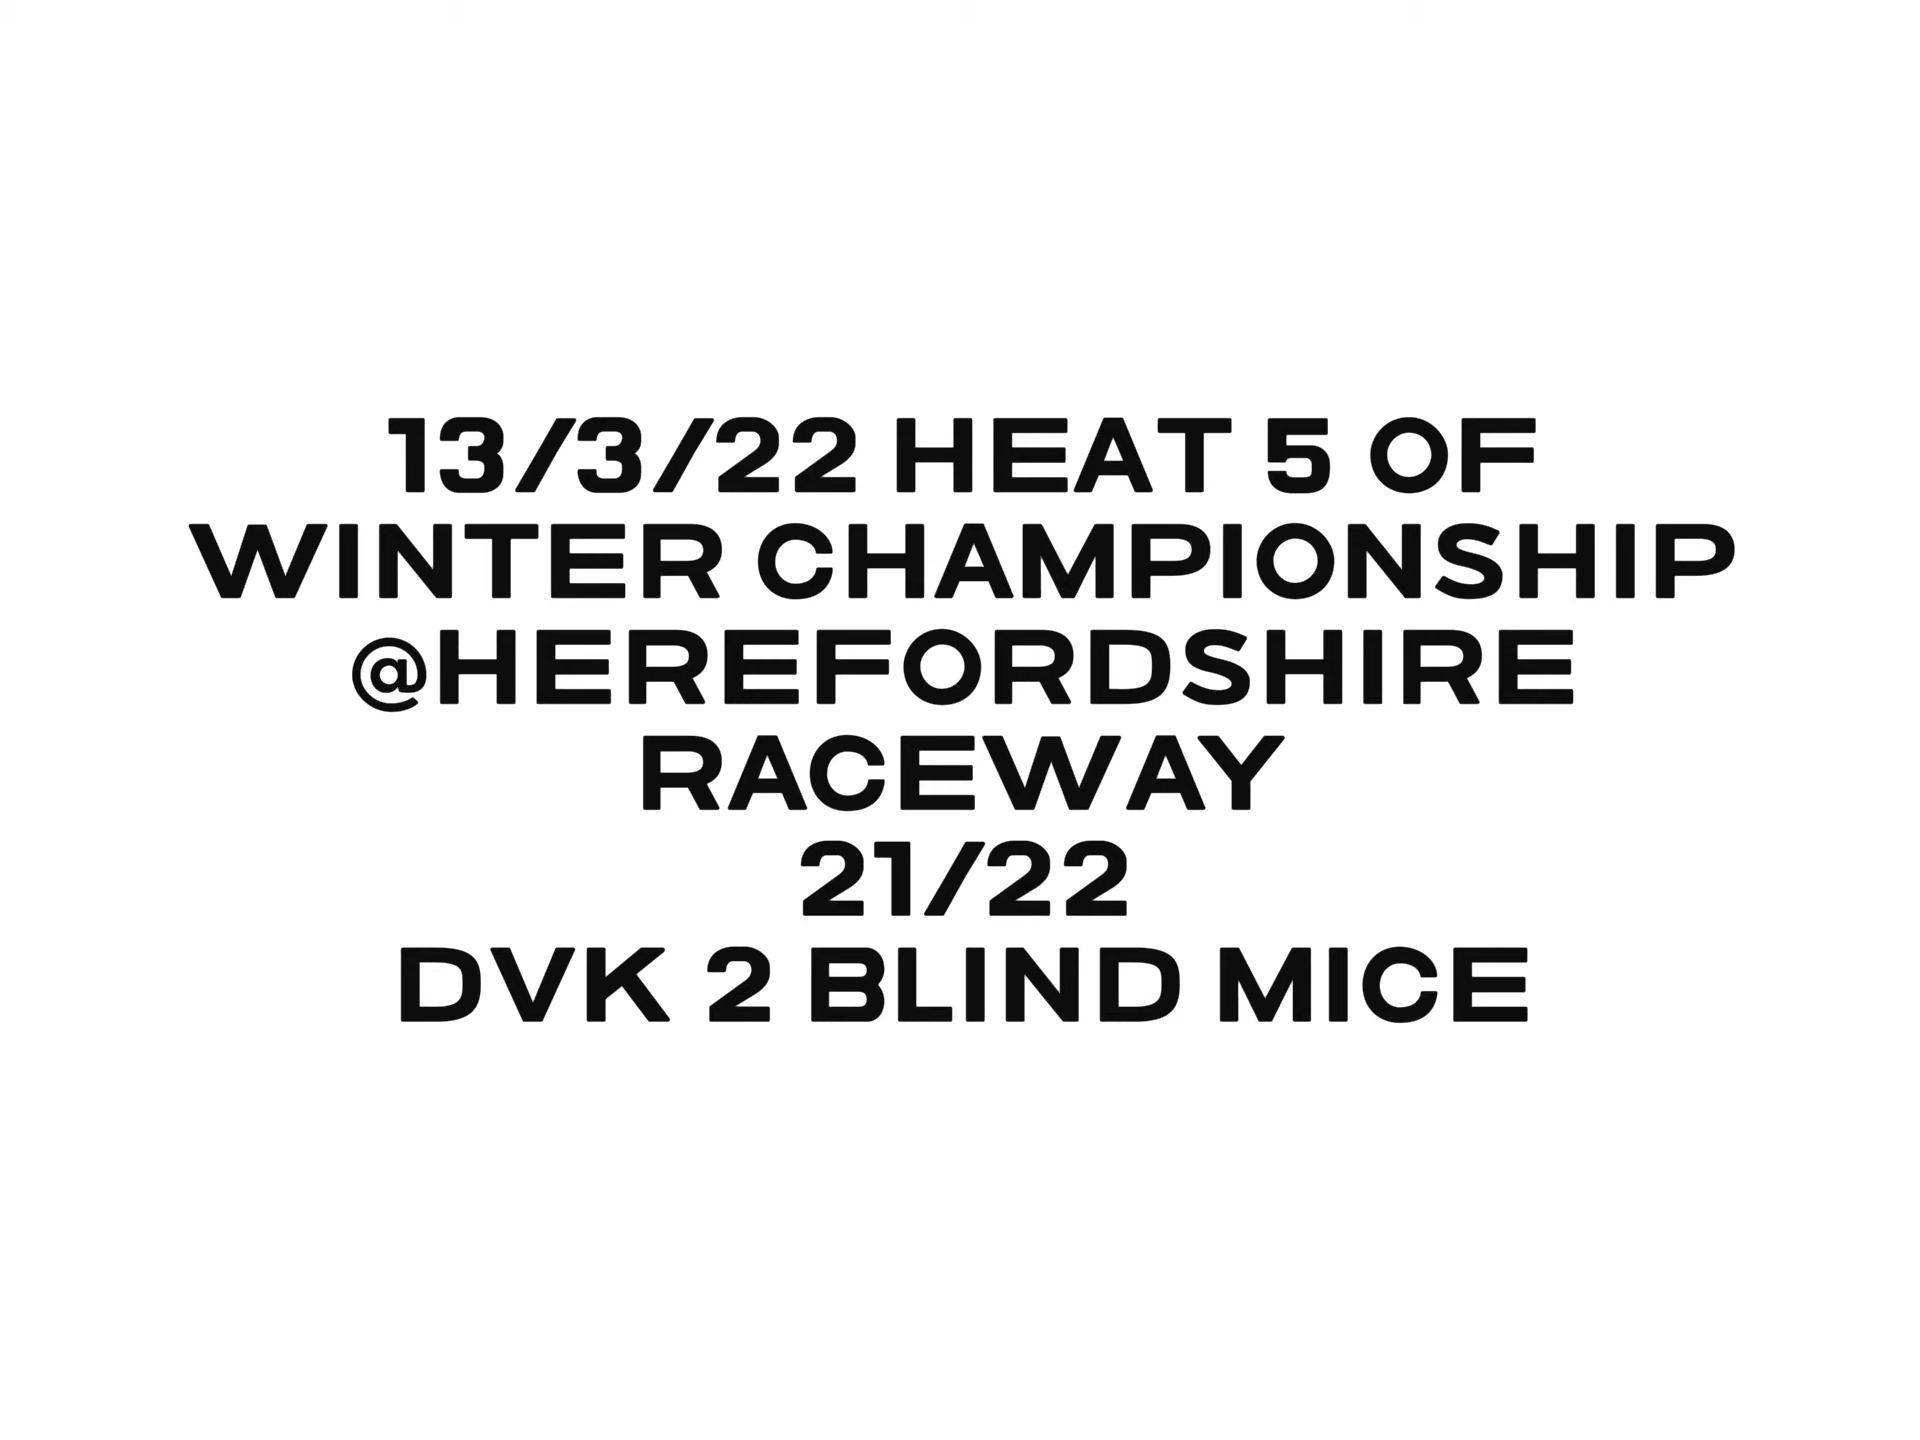 13/3/22 HEAT 5 OF
WINTER CHAMPIONSHIP
@HEREFORDSHIRE
RACEWAY
21/22
DVK 2 BLIND MICE